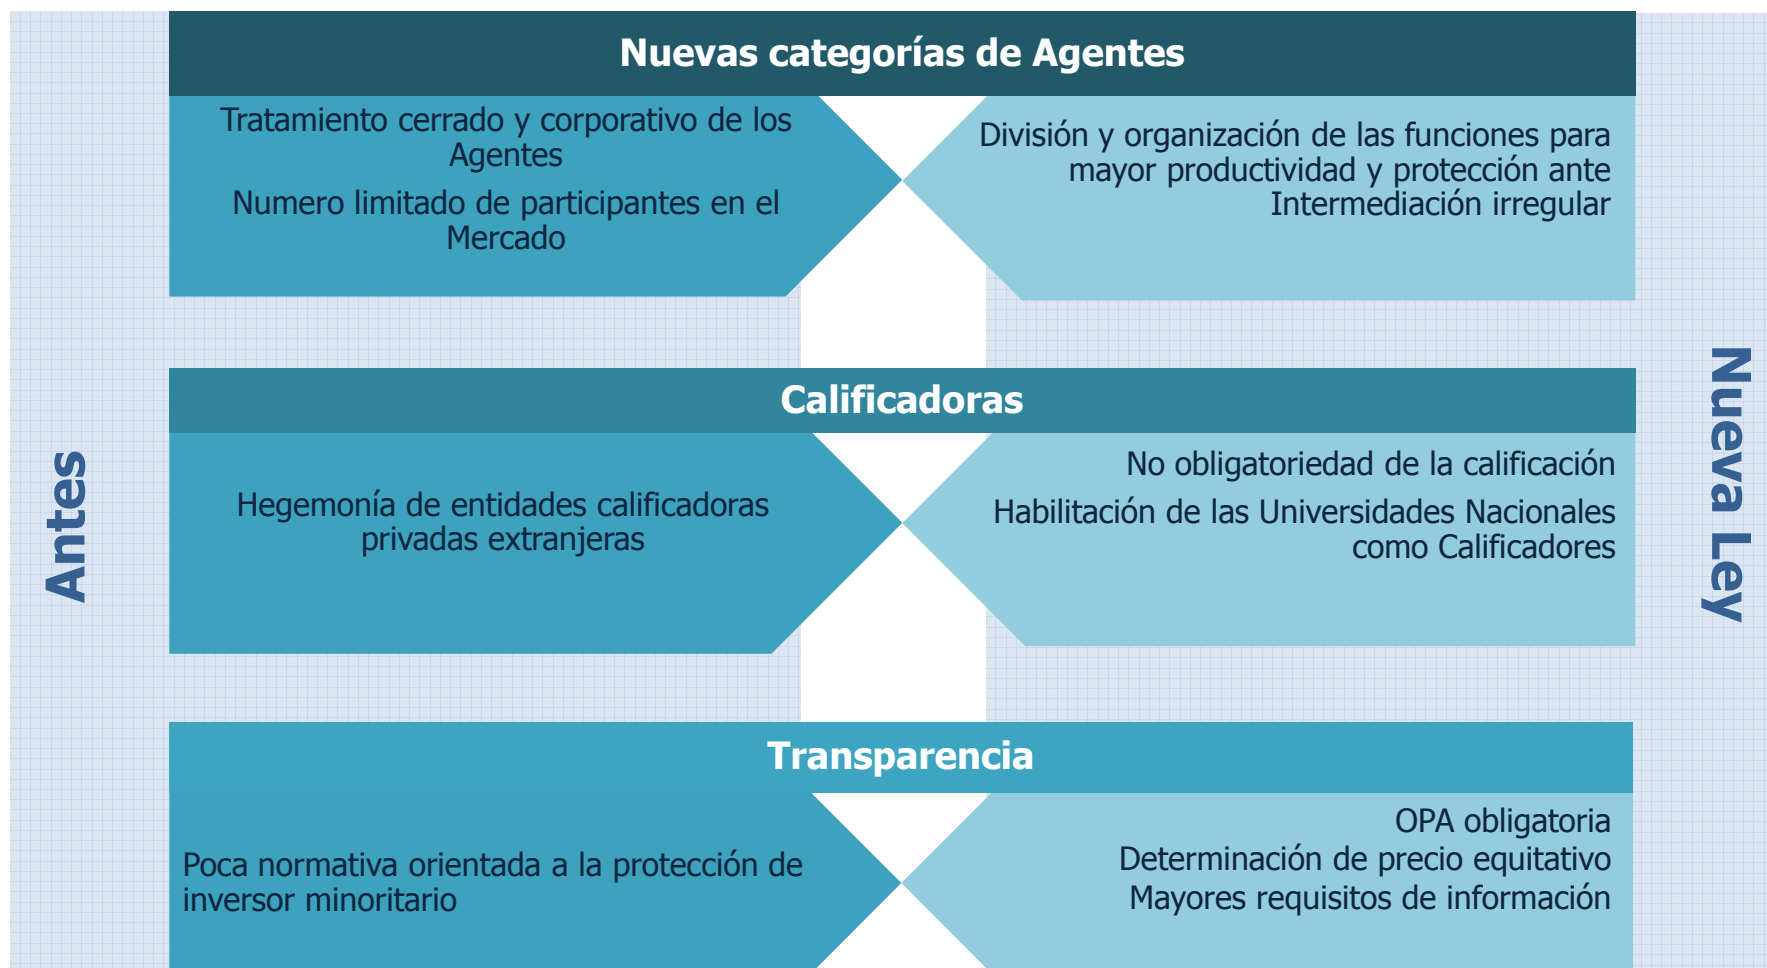 Nuevas categorías de Agentes
Tratamiento cerrado y corporativo de los
Agentes
Numero limitado de participantes en el
Mercado
División y organización de las funciones para
mayor productividad y protección ante
Intermediación irregular
Antes
Nueva Ley
Calificadoras
Hegemonía de entidades calificadoras
privadas extranjeras
No obligatoriedad de la calificación
Habilitación de las Universidades Nacionales
como Calificadores
Transparencia
Poca normativa orientada a la protección de
inversor minoritario
OPA obligatoria
Determinación de precio equitativo
Mayores requisitos de información